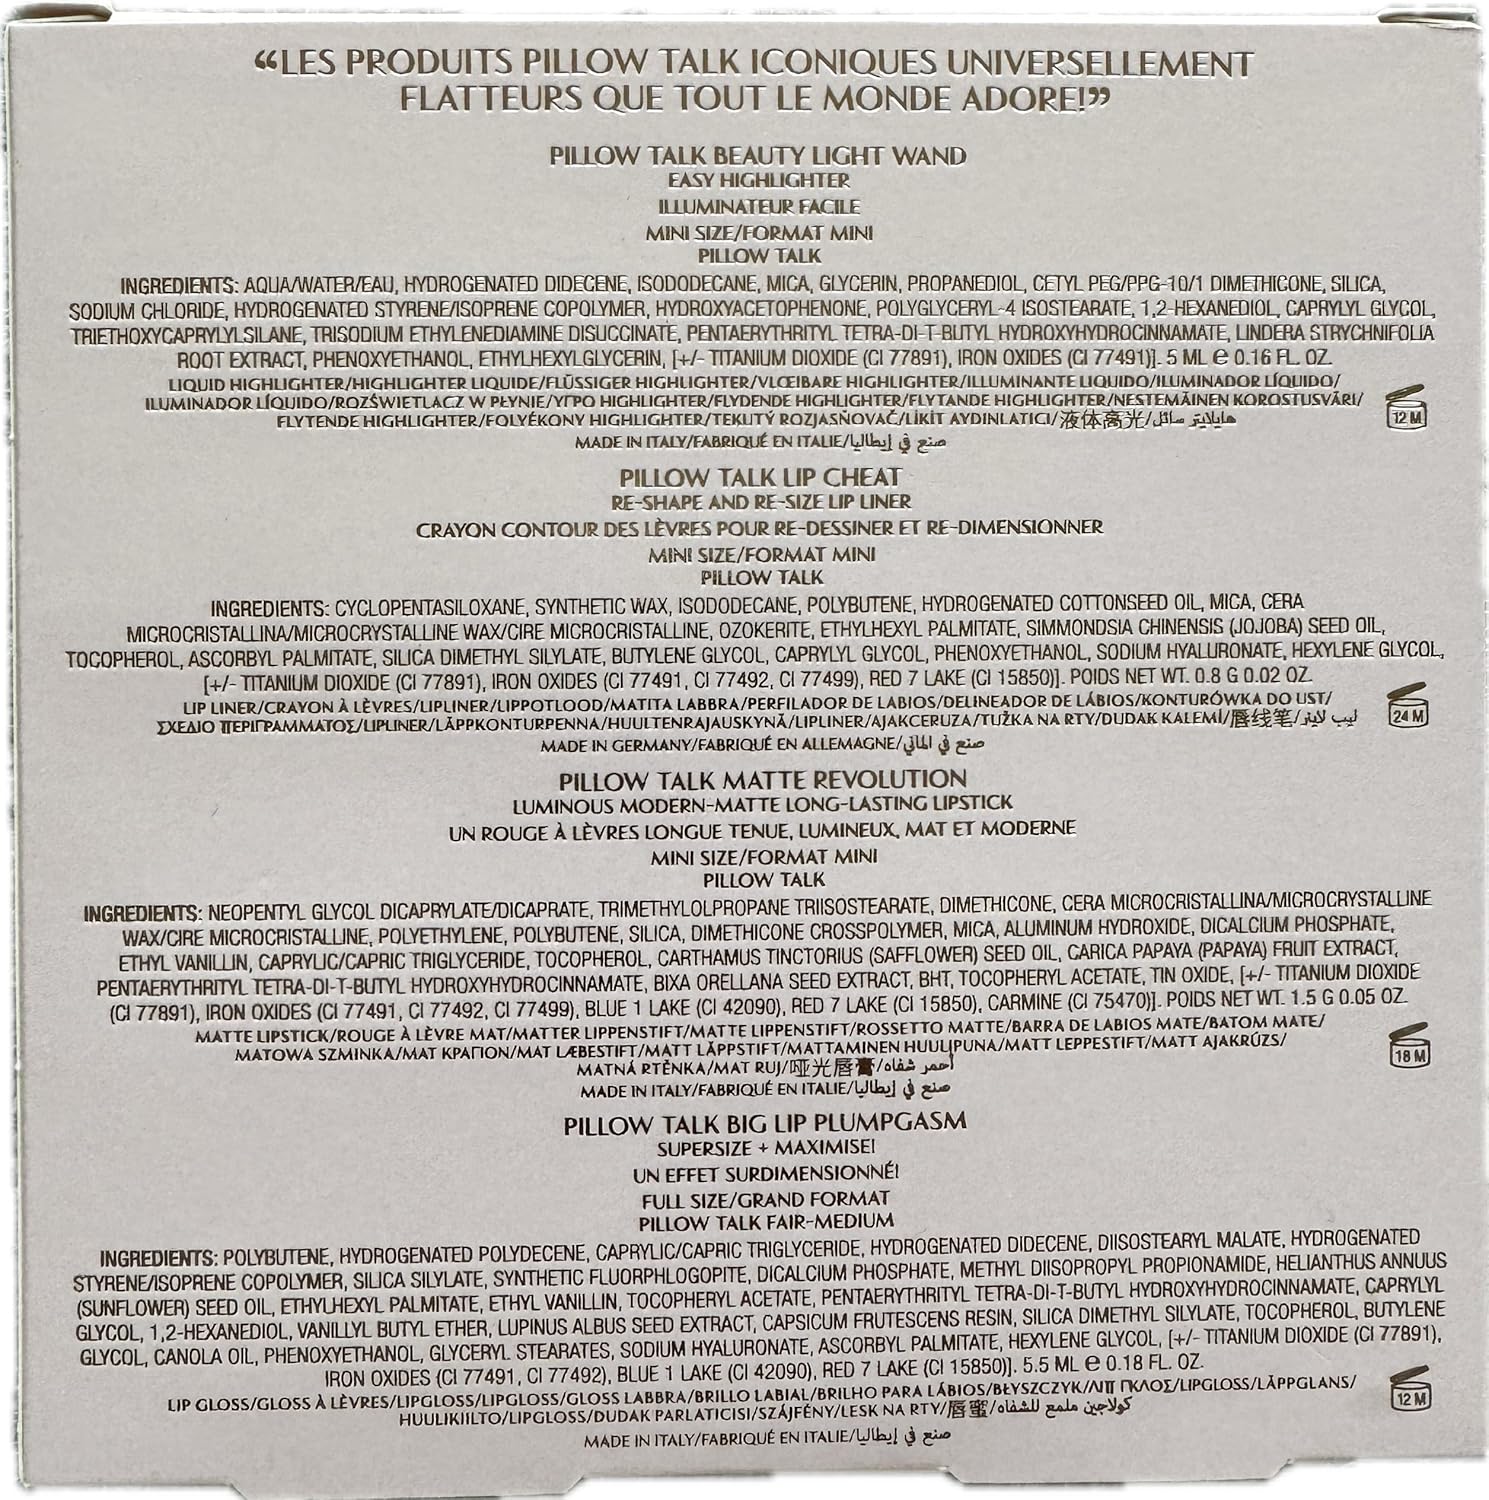 “LES PRODUITS PILLOW TALK ICONIQUES UNIVERSELLEMENT
FLATTEURS QUE TOUT LE MONDE ADORE!”
PILLOW TALK BEAUTY LIGHT WAND
EASY HIGHLIGHTER
ILLUMINATEUR FACILE
MINI SIZE/FORMAT MINI
PILLOW TALK
INGREDIENTS: AQUA/WATER/EAU, HYDROGENATED DIDECENE, ISODODECANE, MICA, GLYCERIN, PROPANEDIOL, CETYL PEG/PPG-10/1 DIMETHICONE, SILICA,
SODIUM CHLORIDE, HYDROGENATED STYRENE/ISOPRENE COPOLYMER, HYDROXYACETOPHENONE, POLYGLYCERYL-4 ISOSTEARATE, 1,2-HEXANEDIOL, CAPRYLYL GLYCOL,
TRIETHOXYCAPRYLYLSILANE, TRISODIUM ETHYLENEDIAMINE DISUCCINATE, PENTAERYTHRITYL TETRA-DI-T-BUTYL HYDROXYHYDROCINNAMATE, LINDERA STRYCHNIFOLIA
ROOT EXTRACT, PHENOXYETHANOL, ETHYLHEXYLGLYCERIN, [+/- TITANIUM DIOXIDE (CI 77891), IRON OXIDES (CI 77491)]. 5 ML ℮ 0.16 FL. OZ.
LIQUID HIGHLIGHTER/HIGHLIGHTER LIQUIDE/FLÜSSIGER HIGHLIGHTER/VLŒIBARE HIGHLIGHTER/ILLUMINANTE LIQUIDO/ILUMINADOR LÍQUIDO/
ILUMINADOR LÍQUIDO/ROZŚWIETLACZ W PŁYNIE/ΥΓΡΟ HIGHLIGHTER/FLYDENDE HIGHLIGHTER/FLYTANDE HIGHLIGHTER/NESTEMÄINEN KOROSTUSVÄRI/
FLYTENDE HIGHLIGHTER/FOLYÉKONY HIGHLIGHTER/TEKUTÝ ROZJASŇOVAČ/LİKİT AYDINLATICI/液体高光/هايلايتر سائل
12 M
MADE IN ITALY/FABRIQUÉ EN ITALIE/صنع في إيطاليا
PILLOW TALK LIP CHEAT
RE-SHAPE AND RE-SIZE LIP LINER
CRAYON CONTOUR DES LÈVRES POUR RE-DESSINER ET RE-DIMENSIONNER
MINI SIZE/FORMAT MINI
PILLOW TALK
INGREDIENTS: CYCLOPENTASILOXANE, SYNTHETIC WAX, ISODODECANE, POLYBUTENE, HYDROGENATED COTTONSEED OIL, MICA, CERA
MICROCRISTALLINA/MICROCRYSTALLINE WAX/CIRE MICROCRISTALLINE, OZOKERITE, ETHYLHEXYL PALMITATE, SIMMONDSIA CHINENSIS (JOJOBA) SEED OIL,
TOCOPHEROL, ASCORBYL PALMITATE, SILICA DIMETHYL SILYLATE, BUTYLENE GLYCOL, CAPRYLYL GLYCOL, PHENOXYETHANOL, SODIUM HYALURONATE, HEXYLENE GLYCOL,
[+/- TITANIUM DIOXIDE (CI 77891), IRON OXIDES (CI 77491, CI 77492, CI 77499), RED 7 LAKE (CI 15850)]. POIDS NET WT. 0.8 G 0.02 OZ.
LIP LINER/CRAYON À LÈVRES/LIPLINER/LIPPOTLOOD/MATITA LABBRA/PERFILADOR DE LABIOS/DELINEADOR DE LÁBIOS/KONTURÓWKA DO UST/
ΣΧΕΔΙΟ ΠΕΡΙΓΡΑΜΜΑΤΟΣ/LIPLINER/LÄPPKONTURPENNA/HUULTENRAJAUSKYNÄ/LIPLINER/AJAKCERUZA/TUŽKA NA RTY/DUDAK KALEMİ/唇线笔/ليب لاينر
24 M
MADE IN GERMANY/FABRIQUÉ EN ALLEMAGNE/صنع في الماني
PILLOW TALK MATTE REVOLUTION
LUMINOUS MODERN-MATTE LONG-LASTING LIPSTICK
UN ROUGE À LÈVRES LONGUE TENUE, LUMINEUX, MAT ET MODERNE
MINI SIZE/FORMAT MINI
PILLOW TALK
INGREDIENTS: NEOPENTYL GLYCOL DICAPRYLATE/DICAPRATE, TRIMETHYLOLPROPANE TRIISOSTEARATE, DIMETHICONE, CERA MICROCRISTALLINA/MICROCRYSTALLINE
WAX/CIRE MICROCRISTALLINE, POLYETHYLENE, POLYBUTENE, SILICA, DIMETHICONE CROSSPOLYMER, MICA, ALUMINUM HYDROXIDE, DICALCIUM PHOSPHATE,
ETHYL VANILLIN, CAPRYLIC/CAPRIC TRIGLYCERIDE, TOCOPHEROL, CARTHAMUS TINCTORIUS (SAFFLOWER) SEED OIL, CARICA PAPAYA (PAPAYA) FRUIT EXTRACT,
PENTAERYTHRITYL TETRA-DI-T-BUTYL HYDROXYHYDROCINNAMATE, BIXA ORELLANA SEED EXTRACT, BHT, TOCOPHERYL ACETATE, TIN OXIDE, [+/- TITANIUM DIOXIDE
(CI 77891), IRON OXIDES (CI 77491, CI 77492, CI 77499), BLUE 1 LAKE (CI 42090), RED 7 LAKE (CI 15850), CARMINE (CI 75470)]. POIDS NET WT. 1.5 G 0.05 OZ.
MATTE LIPSTICK/ROUGE À LÈVRE MAT/MATTER LIPPENSTIFT/MATTE LIPPENSTIFT/ROSSETTO MATTE/BARRA DE LABIOS MATE/BATOM MATE/
MATOWA SZMINKA/ΜΑΤ ΚΡΑΓΙΟΝ/MAT LÆBESTIFT/MATT LÄPPSTIFT/MATTAMINEN HUULIPUNA/MATT LEPPESTIFT/MATT AJAKRÚZS/
MATNÁ RTĚNKA/MAT RUJ/哑光唇膏/أحمر شفاه
18 M
MADE IN ITALY/FABRIQUÉ EN ITALIE/صنع في إيطاليا
PILLOW TALK BIG LIP PLUMPGASM
SUPERSIZE + MAXIMISE!
UN EFFET SURDIMENSIONNÉ!
FULL SIZE/GRAND FORMAT
PILLOW TALK FAIR-MEDIUM
INGREDIENTS: POLYBUTENE, HYDROGENATED POLYDECENE, CAPRYLIC/CAPRIC TRIGLYCERIDE, HYDROGENATED DIDECENE, DIISOSTEARYL MALATE, HYDROGENATED
STYRENE/ISOPRENE COPOLYMER, SILICA SILYLATE, SYNTHETIC FLUORPHLOGOPITE, DICALCIUM PHOSPHATE, METHYL DIISOPROPYL PROPIONAMIDE, HELIANTHUS ANNUUS
(SUNFLOWER) SEED OIL, ETHYLHEXYL PALMITATE, ETHYL VANILLIN, TOCOPHERYL ACETATE, PENTAERYTHRITYL TETRA-DI-T-BUTYL HYDROXYHYDROCINNAMATE, CAPRYLYL
GLYCOL, 1,2-HEXANEDIOL, VANILLYL BUTYL ETHER, LUPINUS ALBUS SEED EXTRACT, CAPSICUM FRUTESCENS RESIN, SILICA DIMETHYL SILYLATE, TOCOPHEROL, BUTYLENE
GLYCOL, CANOLA OIL, PHENOXYETHANOL, GLYCERYL STEARATES, SODIUM HYALURONATE, ASCORBYL PALMITATE, HEXYLENE GLYCOL, [+/- TITANIUM DIOXIDE (CI 77891),
IRON OXIDES (CI 77491, CI 77492), BLUE 1 LAKE (CI 42090), RED 7 LAKE (CI 15850)]. 5.5 ML ℮ 0.18 FL. OZ.
LIP GLOSS/GLOSS À LÈVRES/LIPGLOSS/LIPGLOSS/GLOSS LABBRA/BRILLO LABIAL/BRILHO PARA LÁBIOS/BŁYSZCZYK/ΛΙΠ ΓΚΛΟΣ/LIPGLOSS/LÄPPGLANS/
HUULIKIILTO/LIPGLOSS/DUDAK PARLATICISI/SZÁJFÉNY/LESK NA RTY/唇蜜/كولاجين ملمع للشفاه
12 M
MADE IN ITALY/FABRIQUÉ EN ITALIE/صنع في إيطاليا